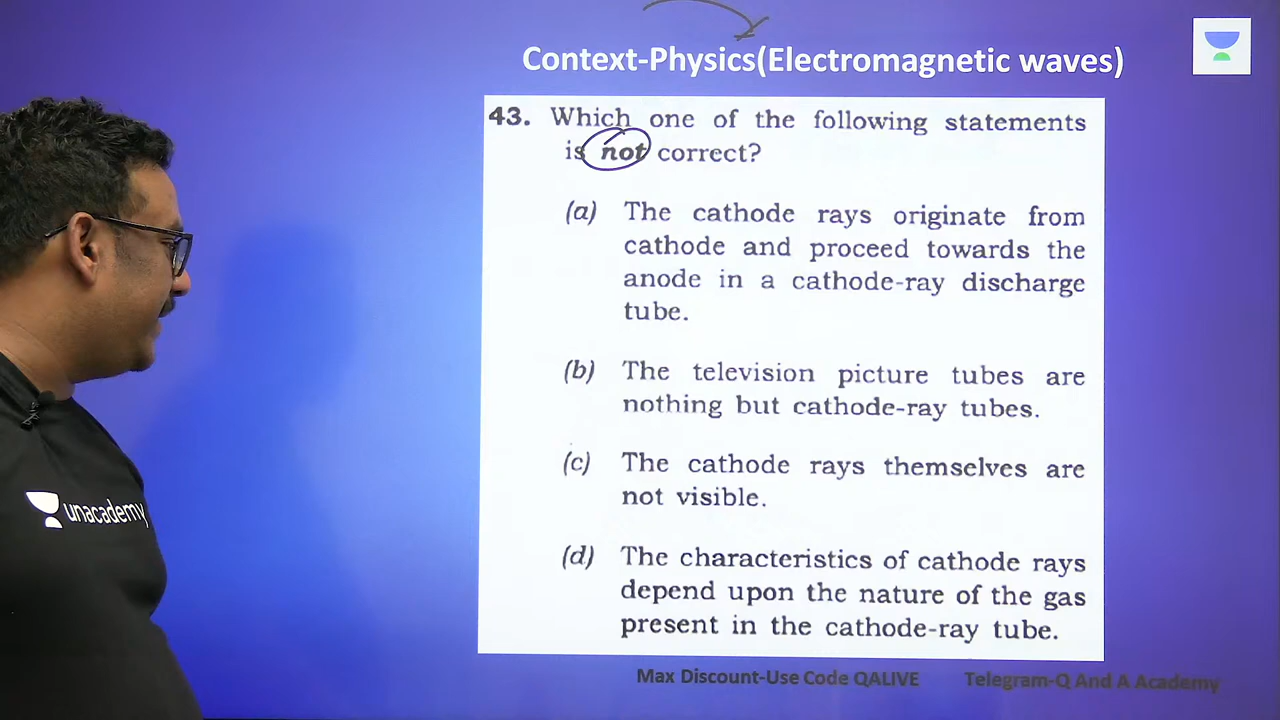 Context-Physics(Electromagnetic waves)
43. Which one of the following statements
is not correct?
(a) The cathode rays originate from
cathode and proceed towards the
anode in a cathode-ray discharge
tube.
(b) The television picture tubes are
nothing but cathode-ray tubes.
(c) The cathode rays themselves are
not visible.
(d) The characteristics of cathode rays
depend upon the nature of the gas
present in the cathode-ray tube.
unacademy
Max Discount-Use Code QALIVE Telegram-Q And A Academy